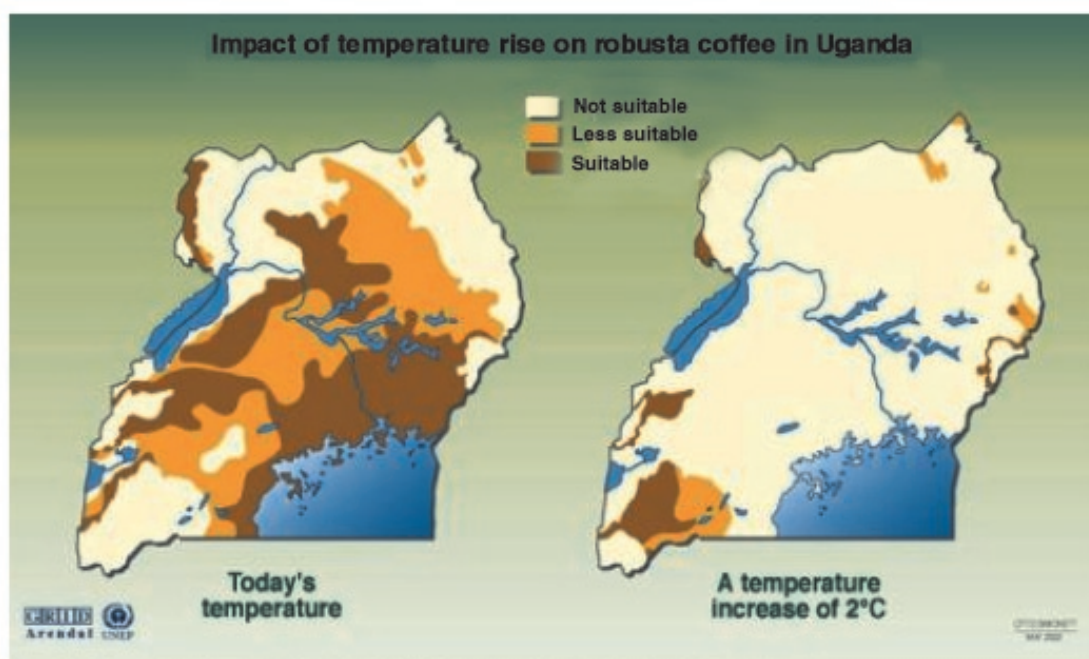 Impact of temperature rise on robusta coffee in Uganda
Not suitable
Less suitable
Suitable
Today's
temperature
A temperature
increase of 2°C
GRID
Arendal UNEP